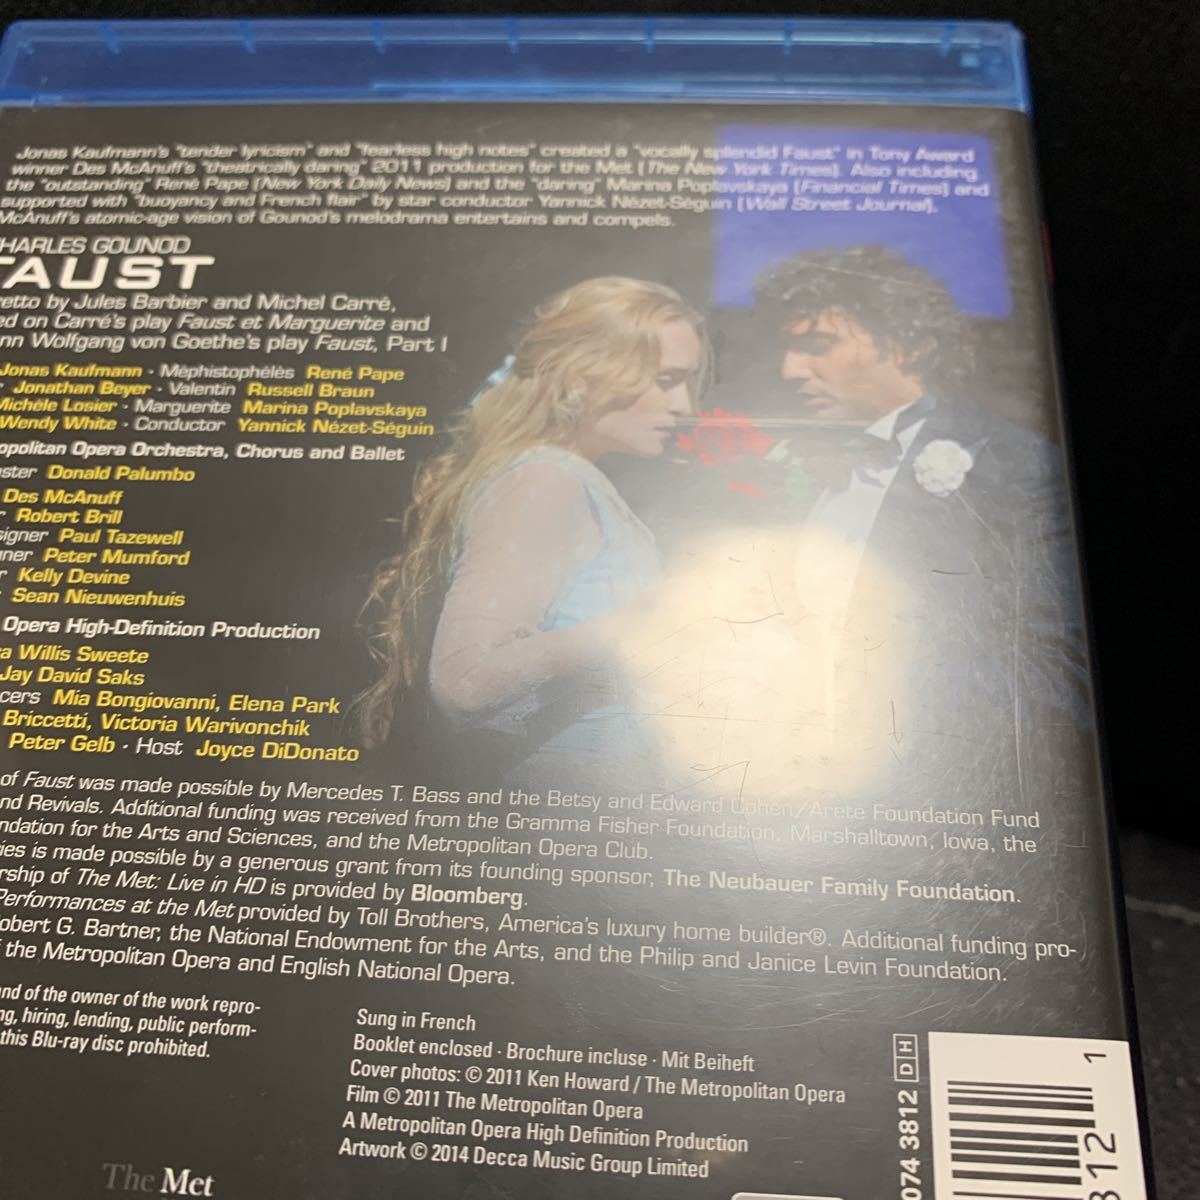 Jonas Kaufmann's "tender lyricism" and "fearless high notes" created a "vocally splendid Faust" in Tony Award
winner Des McAnuff's "theatrically daring" 2011 production for the Met (The New York Times). Also including
the "outstanding" René Pape (New York Daily News) and the "daring" Marina Poplavskaya (Financial Times) and
supported with "buoyancy and French flair" by star conductor Yannick Nézet-Séguin (Wall Street Journal),
McAnuff's atomic-age vision of Gounod's melodrama entertains and compels.
HARLES GOUNOD
FAUST
retto by Jules Barbier and Michel Carré,
ed on Carré's play Faust et Marguerite and
nn Wolfgang von Goethe's play Faust, Part I
Jonas Kaufmann · Méphistophélès René Pape
Jonathan Beyer · Valentin Russell Braun
Michèle Losier · Marguerite Marina Poplavskaya
Wendy White · Conductor Yannick Nézet-Séguin
opolitan Opera Orchestra, Chorus and Ballet
ster Donald Palumbo
Des McAnuff
r Robert Brill
signer Paul Tazewell
gner Peter Mumford
r Kelly Devine
Sean Nieuwenhuis
Opera High-Definition Production
a Willis Sweete
Jay David Saks
cers Mia Bongiovanni, Elena Park
Briccetti, Victoria Warivonchik
Peter Gelb · Host Joyce DiDonato
of Faust was made possible by Mercedes T. Bass and the Betsy and Edward Cohen/Arete Foundation Fund
nd Revivals. Additional funding was received from the Gramma Fisher Foundation, Marshalltown, Iowa, the
ndation for the Arts and Sciences, and the Metropolitan Opera Club.
ies is made possible by a generous grant from its founding sponsor, The Neubauer Family Foundation.
rship of The Met: Live in HD is provided by Bloomberg.
Performances at the Met provided by Toll Brothers, America's luxury home builder®. Additional funding pro-
obert G. Bartner, the National Endowment for the Arts, and the Philip and Janice Levin Foundation.
f the Metropolitan Opera and English National Opera.
nd of the owner of the work repro-
ng, hiring, lending, public perform-
this Blu-ray disc prohibited.
Sung in French
Booklet enclosed · Brochure incluse · Mit Beiheft
Cover photos: © 2011 Ken Howard / The Metropolitan Opera
Film © 2011 The Metropolitan Opera
A Metropolitan Opera High Definition Production
Artwork © 2014 Decca Music Group Limited
The Met
074 3812 DH
812 1